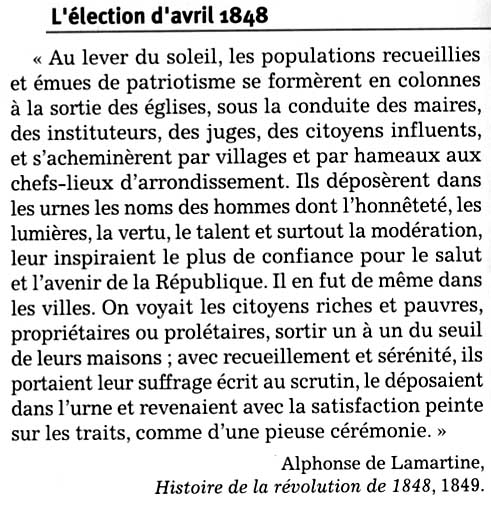 L'élection d'avril 1848
« Au lever du soleil, les populations recueillies
et émues de patriotisme se formèrent en colonnes
à la sortie des églises, sous la conduite des maires,
des instituteurs, des juges, des citoyens influents,
et s'acheminèrent par villages et par hameaux aux
chefs-lieux d'arrondissement. Ils déposèrent dans
les urnes les noms des hommes dont l'honnêteté, les
lumières, la vertu, le talent et surtout la modération,
leur inspiraient le plus de confiance pour le salut
et l'avenir de la République. Il en fut de même dans
les villes. On voyait les citoyens riches et pauvres,
propriétaires ou prolétaires, sortir un à un du seuil
de leurs maisons ; avec recueillement et sérénité, ils
portaient leur suffrage écrit au scrutin, le déposaient
dans l'urne et revenaient avec la satisfaction peinte
sur les traits, comme d'une pieuse cérémonie. »
Alphonse de Lamartine,
Histoire de la révolution de 1848, 1849.